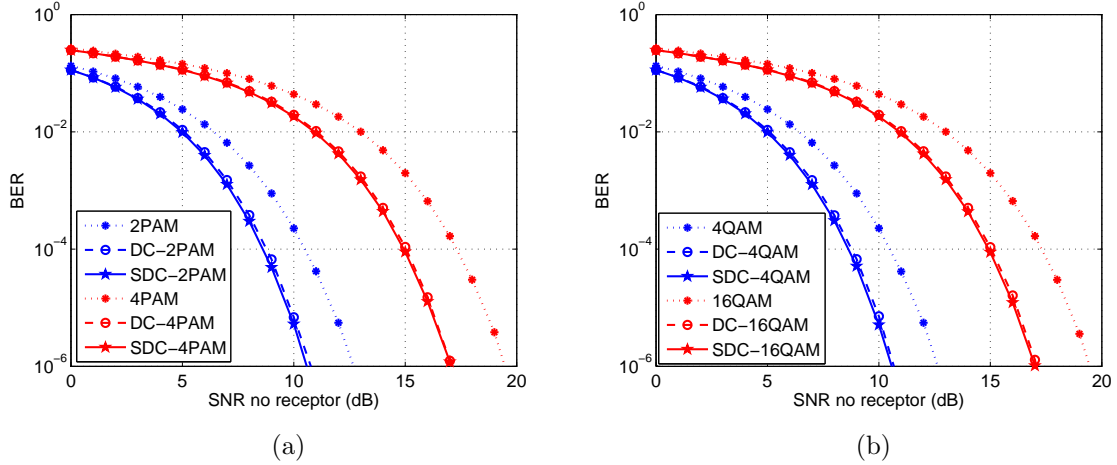 10^0
10^-2
10^-4
10^-6
BER
2PAM
DC-2PAM
SDC-2PAM
4PAM
DC-4PAM
SDC-4PAM
0 5 10 15 20
SNR no receptor (dB)
(a)
10^0
10^-2
10^-4
10^-6
BER
4QAM
DC-4QAM
SDC-4QAM
16QAM
DC-16QAM
SDC-16QAM
0 5 10 15 20
SNR no receptor (dB)
(b)